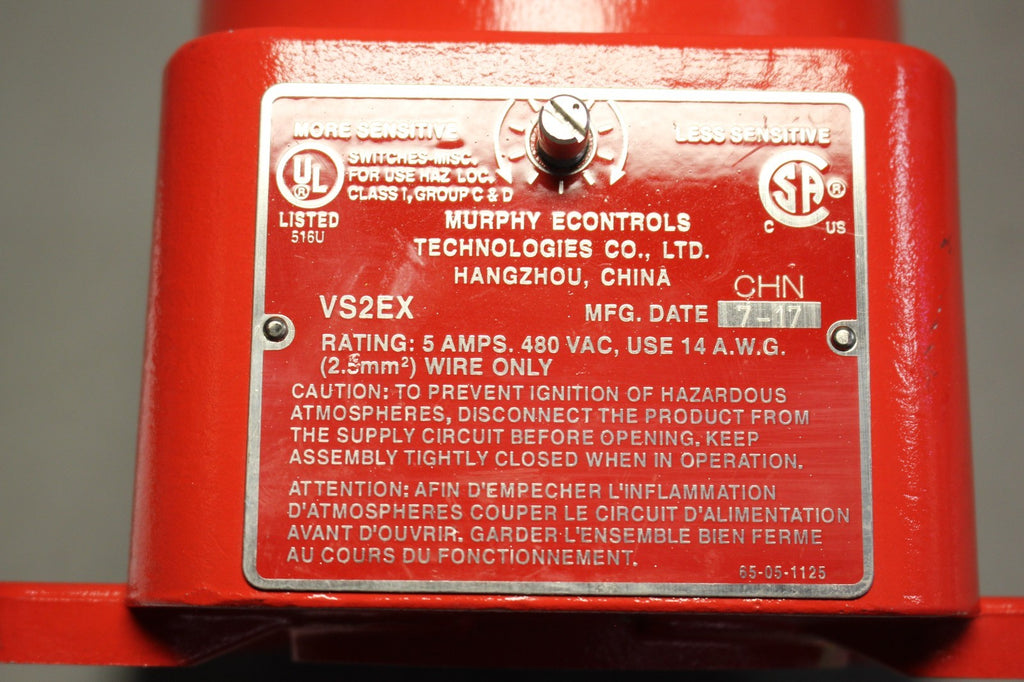 MORE SENSITIVE
LESS SENSITIVE
UL
®
LISTED
516U
SWITCHES-MISC.
FOR USE HAZ LOC.
CLASS 1, GROUP C & D
SA
®
C US
MURPHY ECONTROLS
TECHNOLOGIES CO., LTD.
HANGZHOU, CHINA
VS2EX
MFG. DATE
CHN
7-17
RATING: 5 AMPS. 480 VAC, USE 14 A.W.G.
(2.5mm²) WIRE ONLY
CAUTION: TO PREVENT IGNITION OF HAZARDOUS
ATMOSPHERES, DISCONNECT THE PRODUCT FROM
THE SUPPLY CIRCUIT BEFORE OPENING. KEEP
ASSEMBLY TIGHTLY CLOSED WHEN IN OPERATION.
ATTENTION: AFIN D'EMPECHER L'INFLAMMATION
D'ATMOSPHERES COUPER LE CIRCUIT D'ALIMENTATION
AVANT D'OUVRIR. GARDER L'ENSEMBLE BIEN FERME
AU COURS DU FONCTIONNEMENT.
65-05-1125